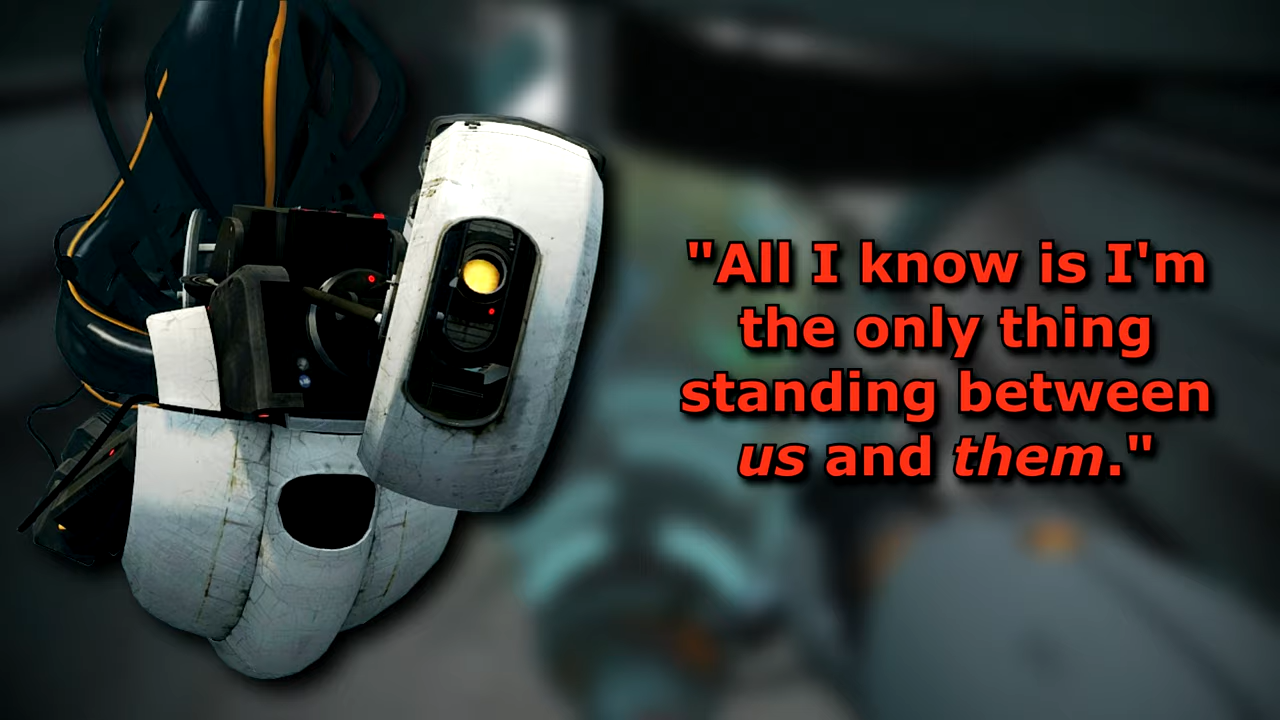 "All I know is I'm
the only thing
standing between
us and them."